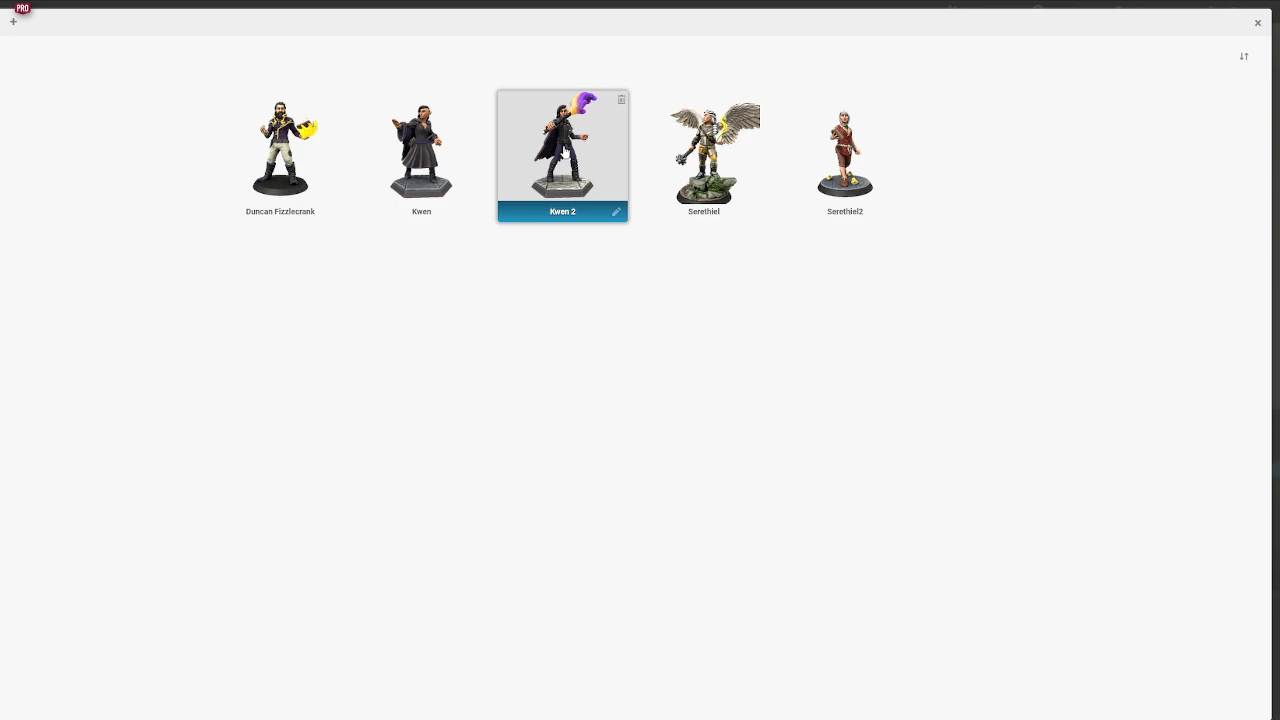 PRO
Duncan Fizzlecrank
Kwen
Kwen 2
Serethiel
Serethiel2